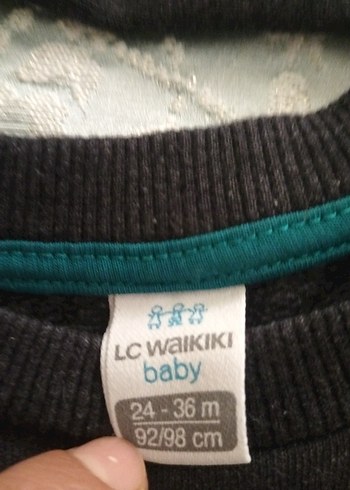 LC WAIKIKI
baby
24 - 36 m
92/98 cm